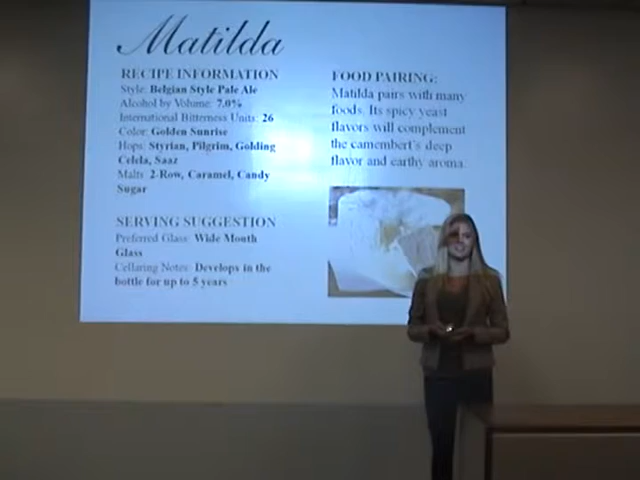 Matilda
RECIPE INFORMATION
Style: Belgian Style Pale Ale
Alcohol by Volume: 7.0%
International Bitterness Units: 26
Color: Golden Sunrise
Hops: Styrian, Pilgrim, Golding
Celeia, Saaz
Malts: 2-Row, Caramel, Candy
Sugar
SERVING SUGGESTION
Preferred Glass: Wide Mouth
Glass
Cellaring Notes: Develops in the
bottle for up to 5 years
FOOD PAIRING:
Matilda pairs with many
foods. Its spicy yeast
flavors will complement
the camembert's deep
flavor and earthy aroma.